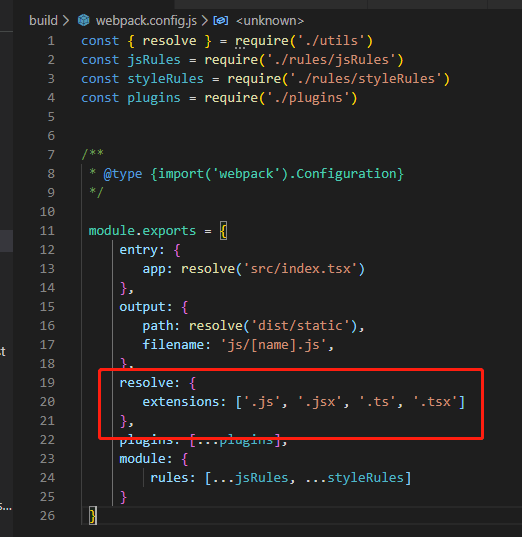 build > webpack.config.js > <unknown>
1 const { resolve } = require('./utils')
2 const jsRules = require('./rules/jsRules')
3 const styleRules = require('./rules/styleRules')
4 const plugins = require('./plugins')
5
6
7 /**
8 * @type {import('webpack').Configuration}
9 */
10
11 module.exports = {
12 entry: {
13 app: resolve('src/index.tsx')
14 },
15 output: {
16 path: resolve('dist/static'),
17 filename: 'js/[name].js',
18 },
19 resolve: {
20 extensions: ['.js', '.jsx', '.ts', '.tsx']
21 },
22 plugins: [...plugins],
23 module: {
24 rules: [...jsRules, ...styleRules]
25 }
26 }
st
s...